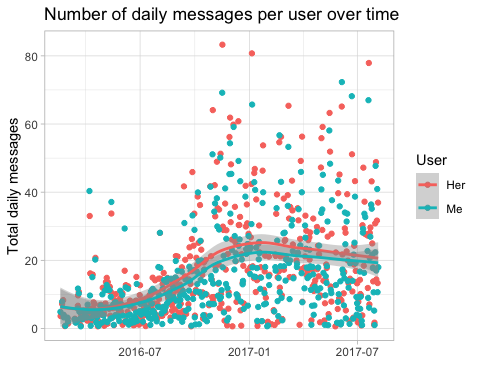 Number of daily messages per user over time
Total daily messages
80
60
40
20
0
2016-07
2017-01
2017-07
User
Her
Me